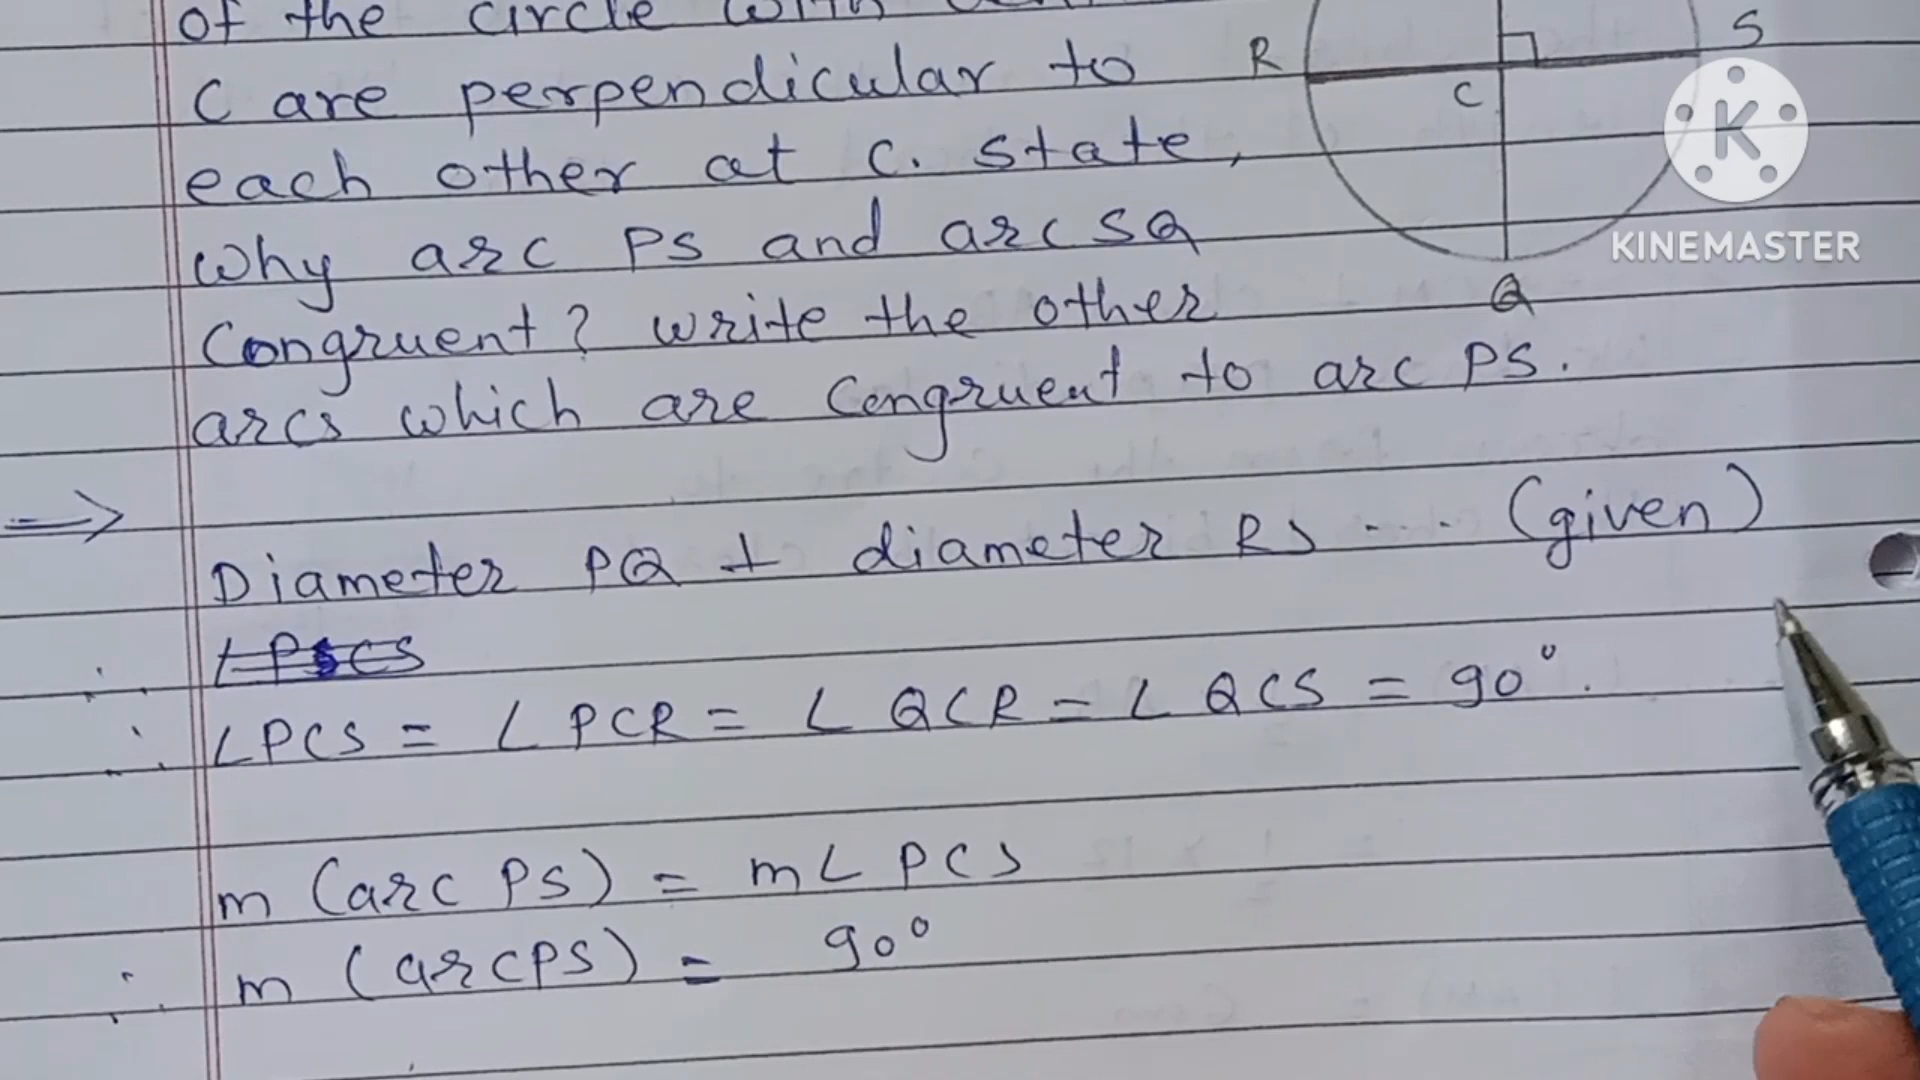 of the circle with
C are perpendicular to
each other at C. state,
why arc PS and arc SQ
Congruent? write the other
arcs which are Congruent to arc PS.
R
S
C
Q
K
KINEMASTER
⇒ Diameter PQ ⊥ diameter RS ... (given)
∴ ∠PCS
∴ ∠PCS = ∠PCR = ∠QCR = ∠QCS = 90°.
m (arc PS) = m∠PCS
∴ m (arc PS) = 90°